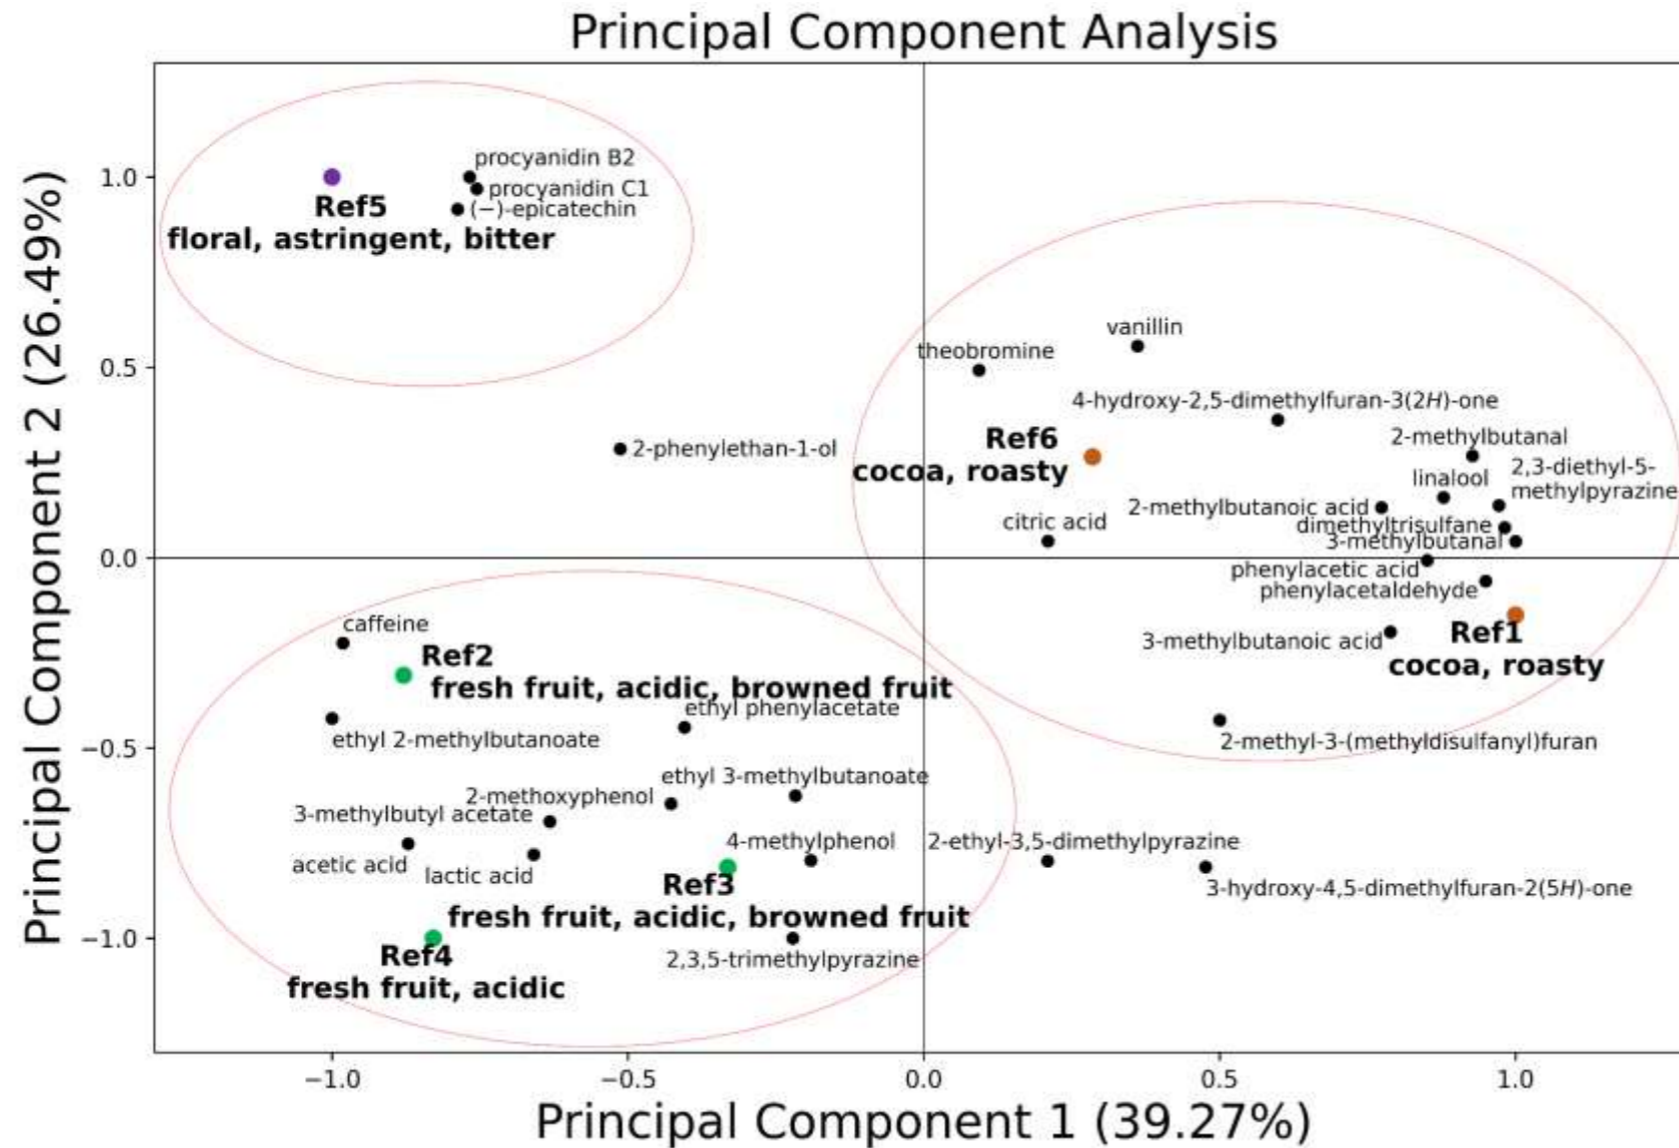 Principal Component Analysis
Principal Component 2 (26.49%)
1.0
0.5
0.0
−0.5
−1.0
procyanidin B2
procyanidin C1
(−)-epicatechin
Ref5
floral, astringent, bitter
vanillin
theobromine
4-hydroxy-2,5-dimethylfuran-3(2H)-one
Ref6
cocoa, roasty
2-methylbutanal
2-phenylethan-1-ol
linalool
2,3-diethyl-5-
methylpyrazine
2-methylbutanoic acid
citric acid
dimethyltrisulfane
3-methylbutanal
phenylacetic acid
phenylacetaldehyde
Ref1
cocoa, roasty
3-methylbutanoic acid
2-methyl-3-(methyldisulfanyl)furan
caffeine
Ref2
fresh fruit, acidic, browned fruit
ethyl phenylacetate
ethyl 2-methylbutanoate
ethyl 3-methylbutanoate
2-methoxyphenol
3-methylbutyl acetate
4-methylphenol
2-ethyl-3,5-dimethylpyrazine
acetic acid
lactic acid
Ref3
fresh fruit, acidic, browned fruit
3-hydroxy-4,5-dimethylfuran-2(5H)-one
Ref4
fresh fruit, acidic
2,3,5-trimethylpyrazine
−1.0
−0.5
0.0
0.5
1.0
Principal Component 1 (39.27%)